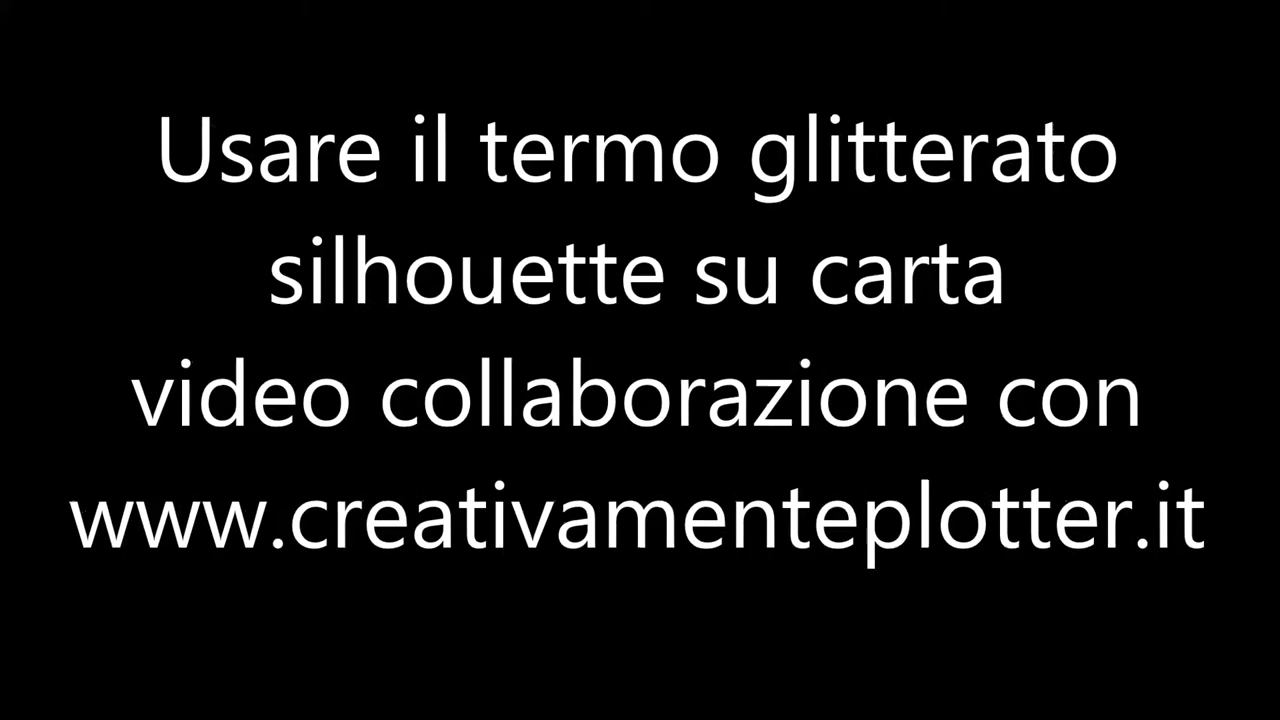 Usare il termo glitterato
silhouette su carta
video collaborazione con
www.creativamenteplotter.it